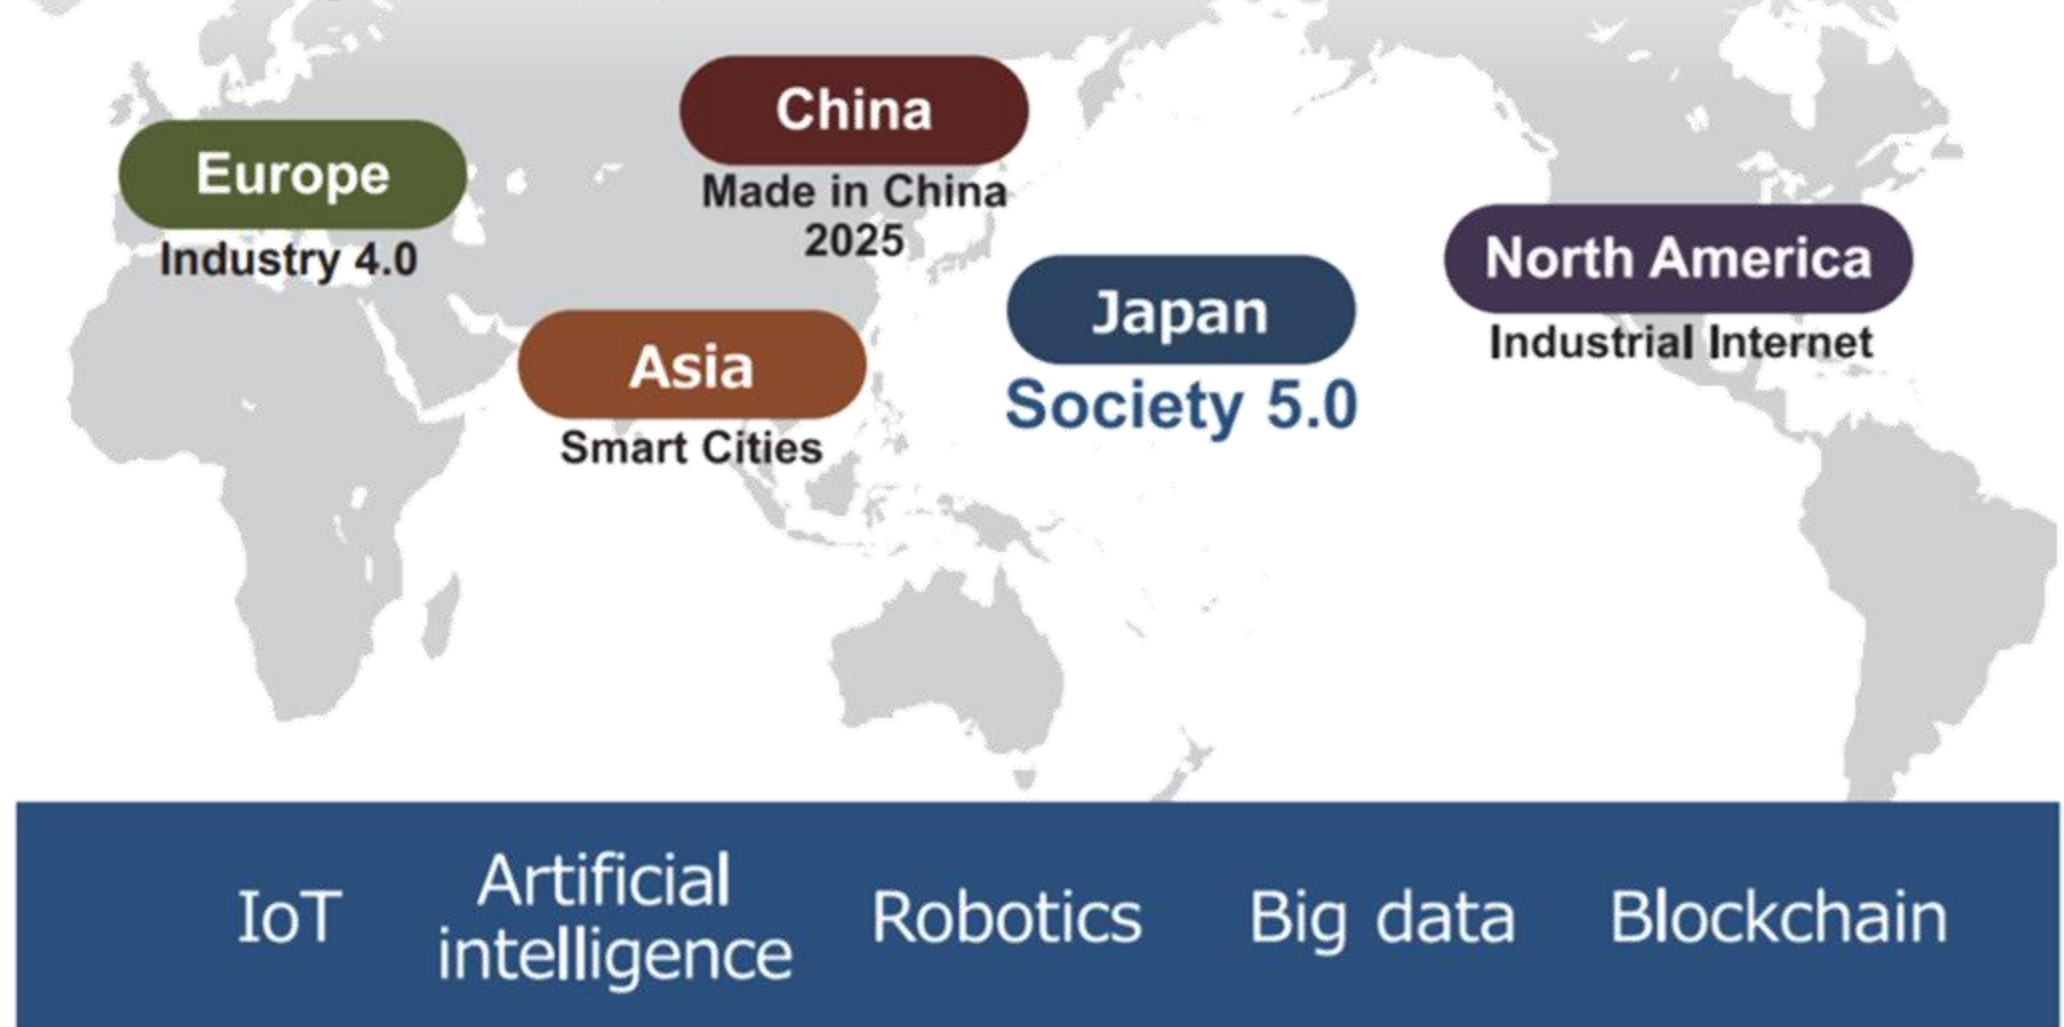 China
Made in China
2025
Europe
Industry 4.0
Asia
Smart Cities
Japan
Society 5.0
North America
Industrial Internet
IoT
Artificial
intelligence
Robotics
Big data
Blockchain